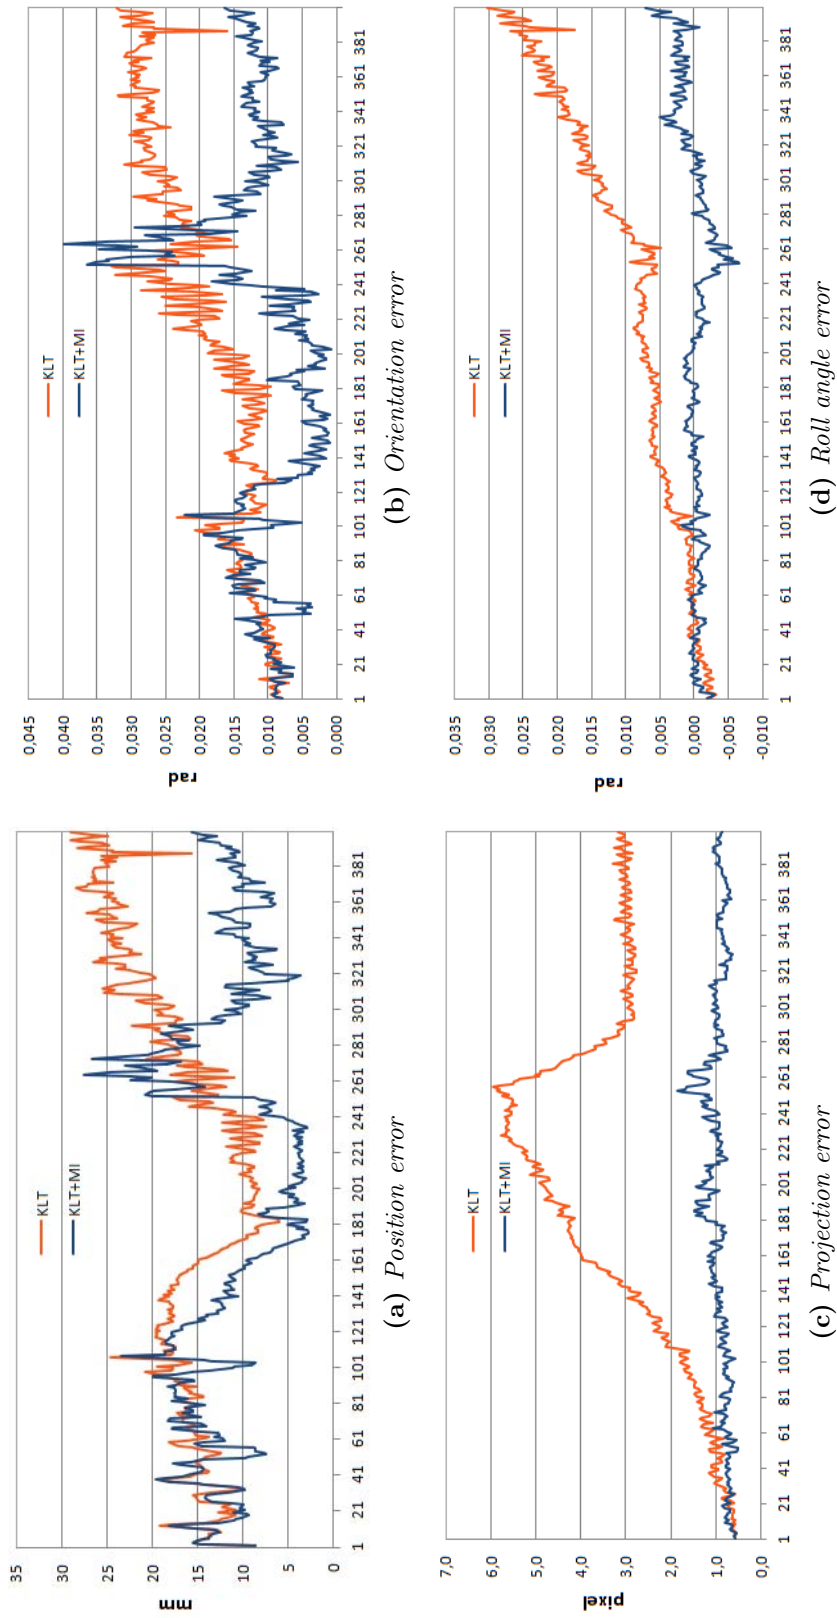 35
30
25
20
15
10
5
0
mm
KLT
KLT+MI
1 21 41 61 81 101 121 141 161 181 201 221 241 261 281 301 321 341 361 381
(a) Position error
0,045
0,040
0,035
0,030
0,025
0,020
0,015
0,010
0,005
0,000
rad
KLT
KLT+MI
1 21 41 61 81 101 121 141 161 181 201 221 241 261 281 301 321 341 361 381
(b) Orientation error
7,0
6,0
5,0
4,0
3,0
2,0
1,0
0,0
pixel
KLT
KLT+MI
1 21 41 61 81 101 121 141 161 181 201 221 241 261 281 301 321 341 361 381
(c) Projection error
0,035
0,030
0,025
0,020
0,015
0,010
0,005
0,000
-0,005
-0,010
rad
KLT
KLT+MI
1 21 41 61 81 101 121 141 161 181 201 221 241 261 281 301 321 341 361 381
(d) Roll angle error